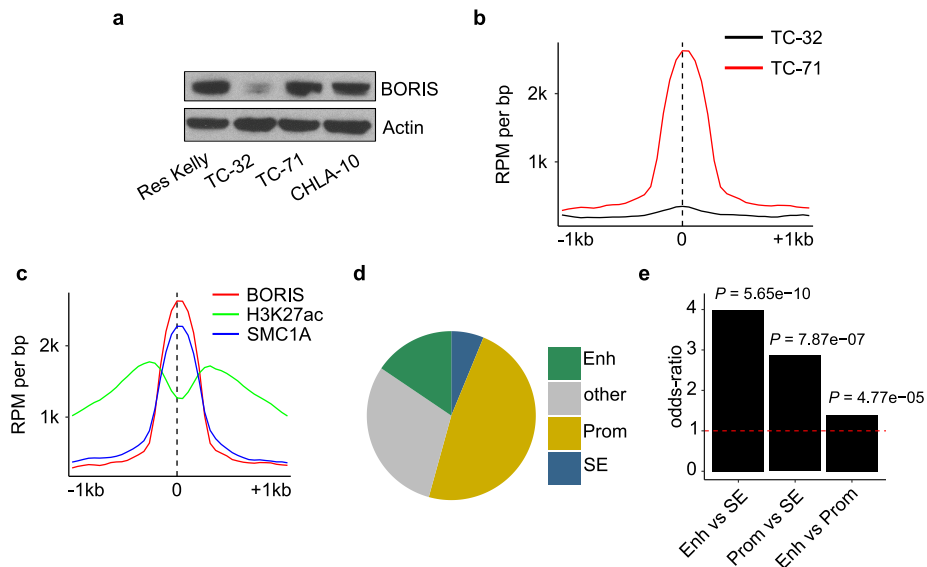 a
BORIS
Actin
Res Kelly
TC-32
TC-71
CHLA-10
b
TC-32
TC-71
RPM per bp
2k
1k
-1kb
0
+1kb
c
BORIS
H3K27ac
SMC1A
RPM per bp
2k
1k
-1kb
0
+1kb
d
Enh
other
Prom
SE
e
odds-ratio
4
3
2
1
0
P = 5.65e−10
P = 7.87e−07
P = 4.77e−05
Enh vs SE
Prom vs SE
Enh vs Prom